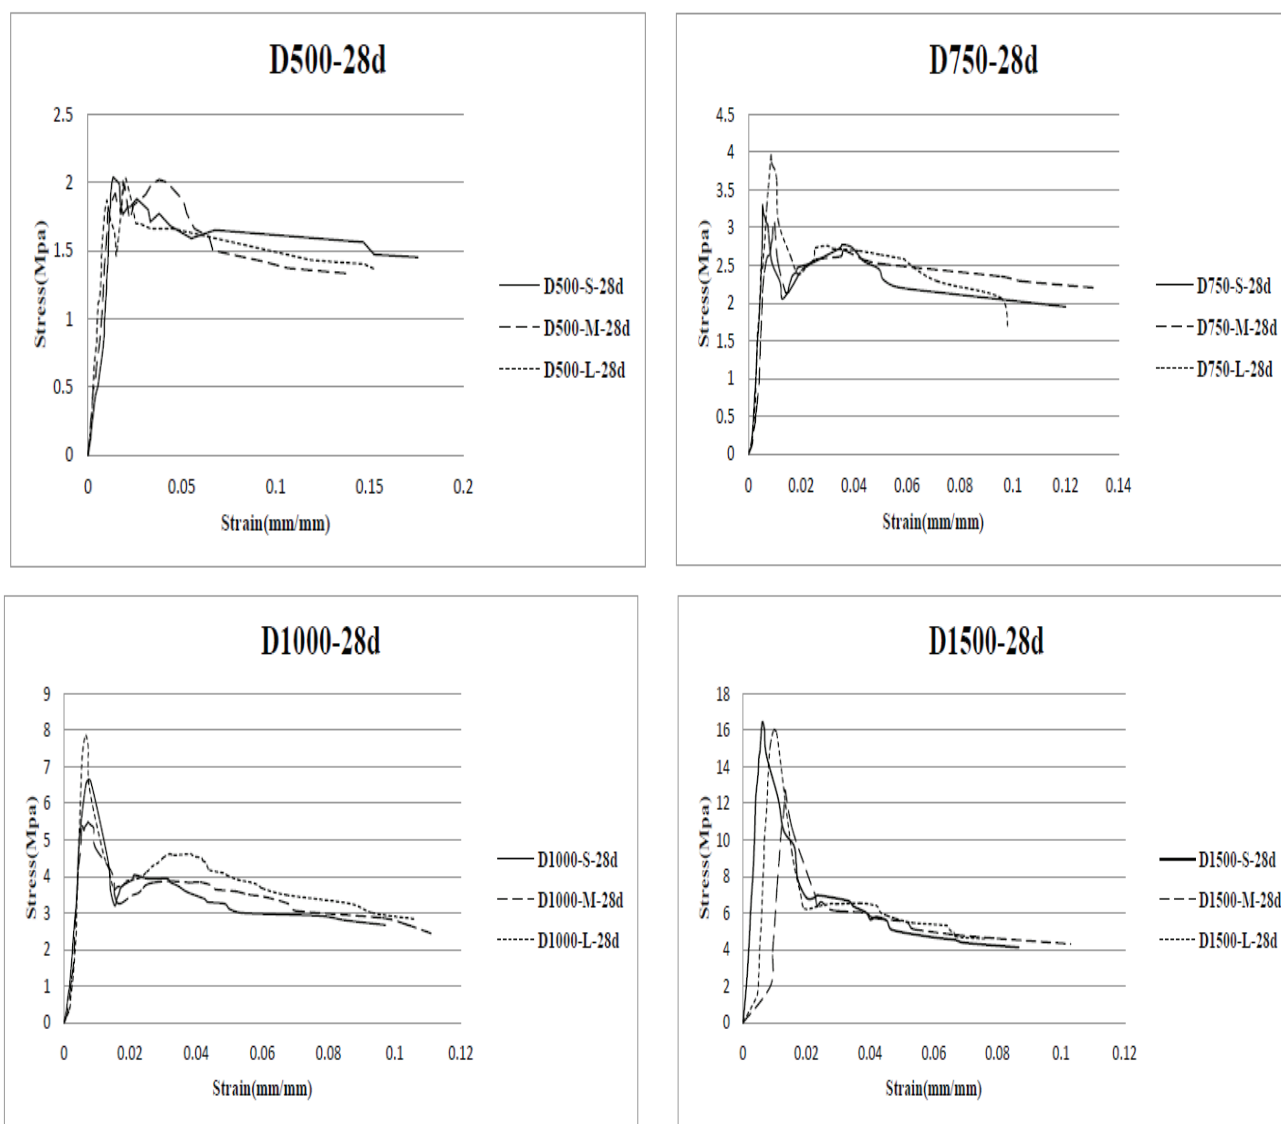 D500-28d
2.5
2
1.5
1
0.5
0
0 0.05 0.1 0.15 0.2
Stress(Mpa)
Strain(mm/mm)
D500-S-28d
D500-M-28d
D500-L-28d
D750-28d
4.5
4
3.5
3
2.5
2
1.5
1
0.5
0
0 0.02 0.04 0.06 0.08 0.1 0.12 0.14
Stress(Mpa)
Strain(mm/mm)
D750-S-28d
D750-M-28d
D750-L-28d
D1000-28d
9
8
7
6
5
4
3
2
1
0
0 0.02 0.04 0.06 0.08 0.1 0.12
Stress(Mpa)
Strain(mm/mm)
D1000-S-28d
D1000-M-28d
D1000-L-28d
D1500-28d
18
16
14
12
10
8
6
4
2
0
0 0.02 0.04 0.06 0.08 0.1 0.12
Stress(Mpa)
Strain(mm/mm)
D1500-S-28d
D1500-M-28d
D1500-L-28d